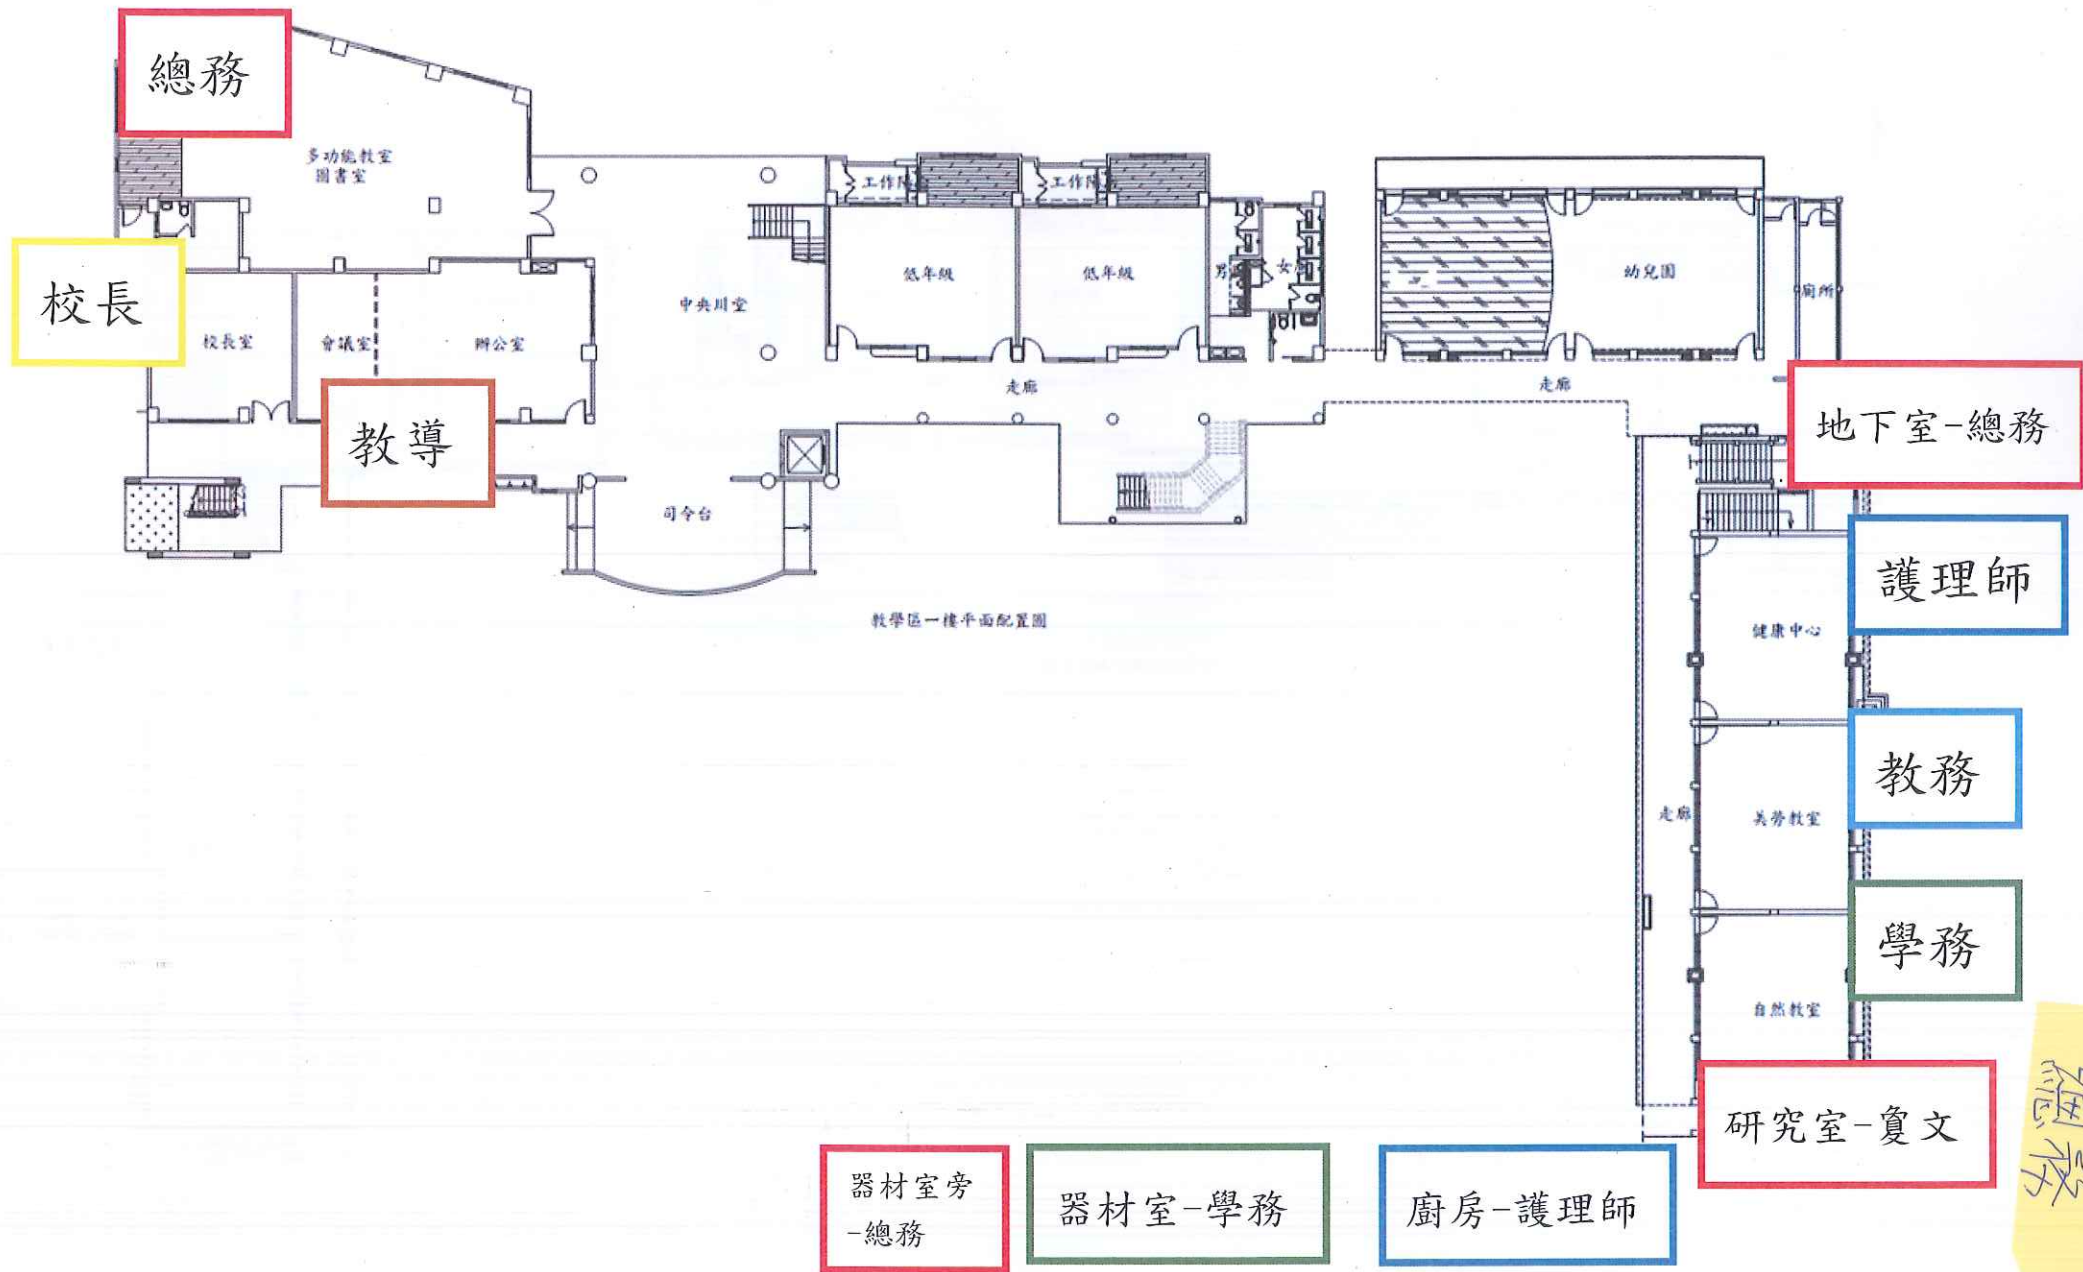 總務
多功能教室
圖書室
工作陽
工作陽
校長
校長室
會議室
辦公室
中央川堂
低年級
低年級
男
女
幼兒園
廁所
走廊
走廊
教導
地下室-總務
司令台
護理師
教學區一樓平面配置圖
健康中心
教務
走廊
美勞教室
學務
自然教室
研究室-敻文
總務
器材室旁
-總務
器材室-學務
廚房-護理師